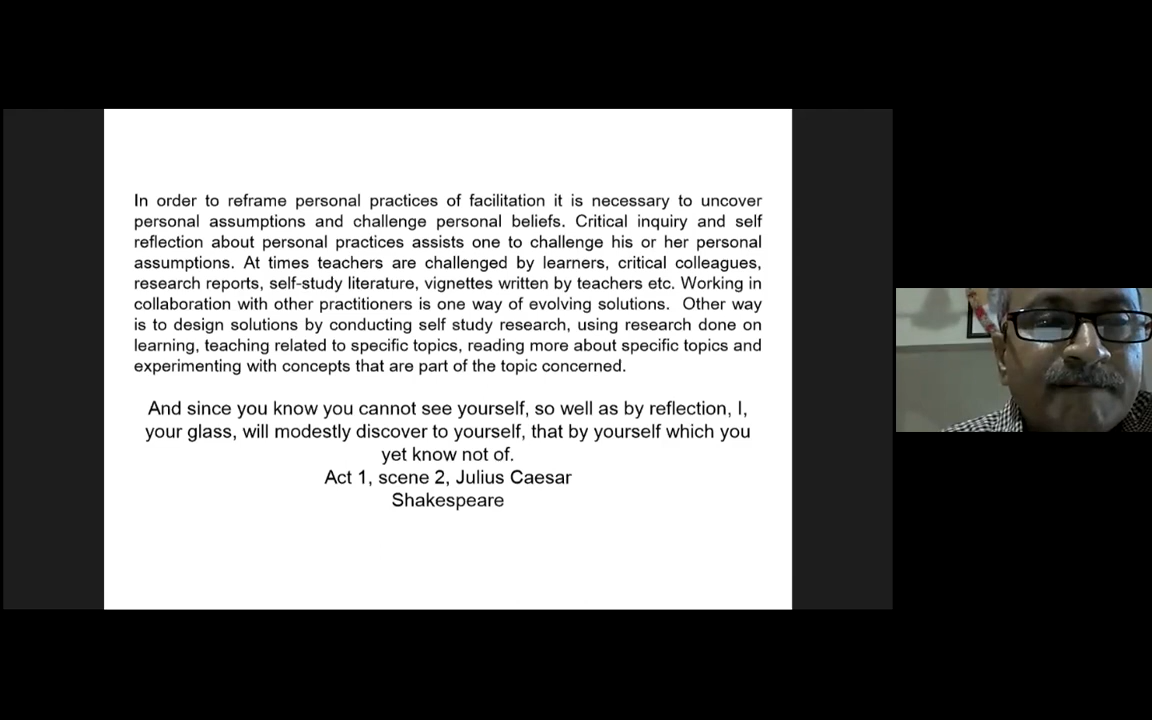 In order to reframe personal practices of facilitation it is necessary to uncover
personal assumptions and challenge personal beliefs. Critical inquiry and self
reflection about personal practices assists one to challenge his or her personal
assumptions. At times teachers are challenged by learners, critical colleagues,
research reports, self-study literature, vignettes written by teachers etc. Working in
collaboration with other practitioners is one way of evolving solutions.  Other way
is to design solutions by conducting self study research, using research done on
learning, teaching related to specific topics, reading more about specific topics and
experimenting with concepts that are part of the topic concerned.
And since you know you cannot see yourself, so well as by reflection, I,
your glass, will modestly discover to yourself, that by yourself which you
yet know not of.
Act 1, scene 2, Julius Caesar
Shakespeare